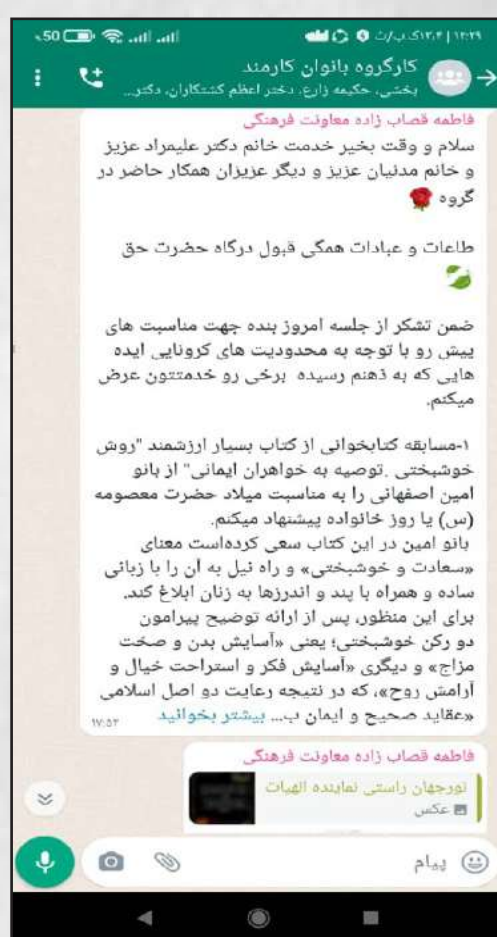 ۱۲:۲۹ | ۱۳.۴ک.ب/ث
50
کارگروه بانوان کارمند
بخشی، حکیمه زارع، دختر اعظم کشتکاران، دکتر...
فاطمه قصاب زاده معاونت فرهنگی
سلام و وقت بخیر خدمت خانم دکتر علیمراد عزیز
و خانم مدنیان عزیز و دیگر عزیزان همکار حاضر در
گروه 🌹
طاعات و عبادات همگی قبول درگاه حضرت حق
🍃
ضمن تشکر از جلسه امروز بنده جهت مناسبت های
پیش رو با توجه به محدودیت های کرونایی ایده
هایی که به ذهنم رسیده برخی رو خدمتتون عرض
میکنم.
۱-مسابقه کتابخوانی از کتاب بسیار ارزشمند "روش
خوشبختی .توصیه به خواهران ایمانی" از بانو
امین اصفهانی را به مناسبت میلاد حضرت معصومه
(س) یا روز خانواده پیشنهاد میکنم.
بانو امین در این کتاب سعی کرده‌است معنای
«سعادت و خوشبختی» و راه نیل به آن را با زبانی
ساده و همراه با پند و اندرزها به زنان ابلاغ کند.
برای این منظور، پس از ارائه توضیح پیرامون
دو رکن خوشبختی؛ یعنی «آسایش بدن و صحّت
مزاج» و دیگری «آسایش فکر و استراحت خیال و
آرامش روح»، که در نتیجه رعایت دو اصل اسلامی
«عقاید صحیح و ایمان ب... بیشتر بخوانید
۱۷:۵۳
فاطمه قصاب زاده معاونت فرهنگی
نورجهان راستی نماینده الهیات
عکس
پیام